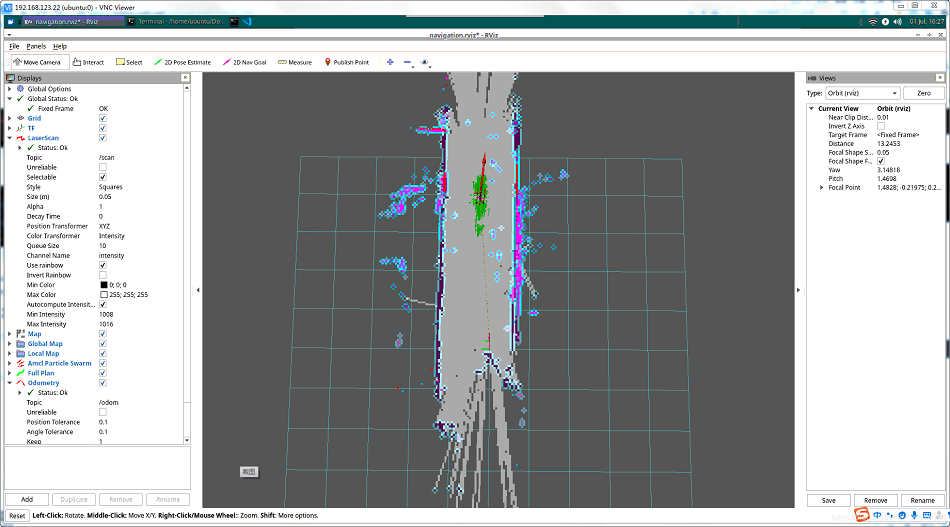 192.168.123.22 (ubuntu:0) - VNC Viewer
navigation.rviz* - RViz
Terminal - /home/ubuntu/Do...
01 Jul, 16:27
navigation.rviz* - RViz
File Panels Help
Move Camera Interact Select 2D Pose Estimate 2D Nav Goal Measure Publish Point
Displays
Global Options
Global Status: Ok
Fixed Frame OK
Grid
TF
LaserScan
Status: Ok
Topic /scan
Unreliable
Selectable
Style Squares
Size (m) 0.05
Alpha 1
Decay Time 0
Position Transformer XYZ
Color Transformer Intensity
Queue Size 10
Channel Name intensity
Use rainbow
Invert Rainbow
Min Color 0; 0; 0
Max Color 255; 255; 255
Autocompute Intensit...
Min Intensity 1008
Max Intensity 1016
Map
Global Map
Local Map
Amcl Particle Swarm
Full Plan
Odometry
Status: Ok
Topic /odom
Unreliable
Position Tolerance 0.1
Angle Tolerance 0.1
Keep 1
Add Duplicate Remove Rename
截图
Views
Type: Orbit (rviz) Zero
Current View Orbit (rviz)
Near Clip Dist... 0.01
Invert Z Axis
Target Frame <Fixed Frame>
Distance 13.2453
Focal Shape S... 0.05
Focal Shape F...
Yaw 3.14818
Pitch 1.4698
Focal Point 1.4828; -0.21975; 0.2...
Save Remove Rename
Reset Left-Click: Rotate. Middle-Click: Move X/Y. Right-Click/Mouse Wheel:: Zoom. Shift: More options.
中